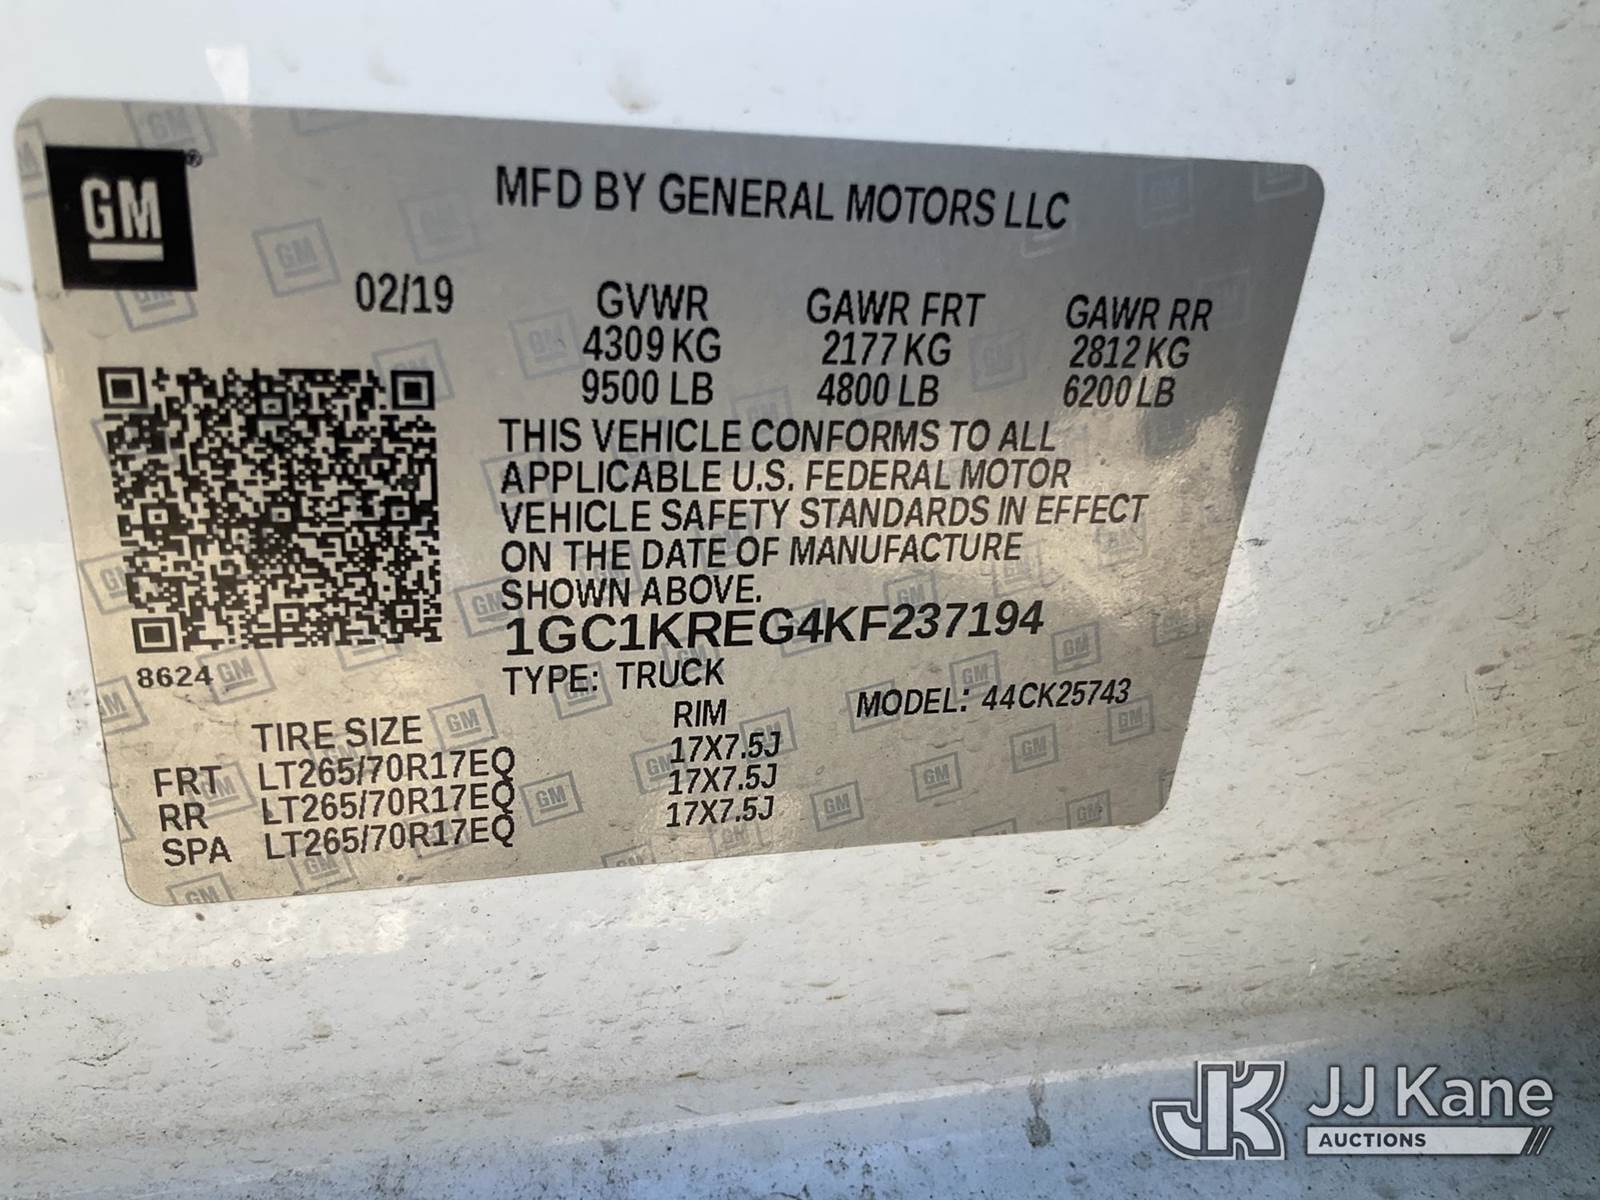 GM
MFD BY GENERAL MOTORS LLC
02/19 GVWR GAWR FRT GAWR RR
4309 KG 2177 KG 2812 KG
9500 LB 4800 LB 6200 LB
THIS VEHICLE CONFORMS TO ALL
APPLICABLE U.S. FEDERAL MOTOR
VEHICLE SAFETY STANDARDS IN EFFECT
ON THE DATE OF MANUFACTURE
SHOWN ABOVE.
1GC1KREG4KF237194
8624 TYPE: TRUCK MODEL: 44CK25743
TIRE SIZE RIM
FRT LT265/70R17EQ 17X7.5J
RR LT265/70R17EQ 17X7.5J
SPA LT265/70R17EQ 17X7.5J
JK JJ Kane
AUCTIONS